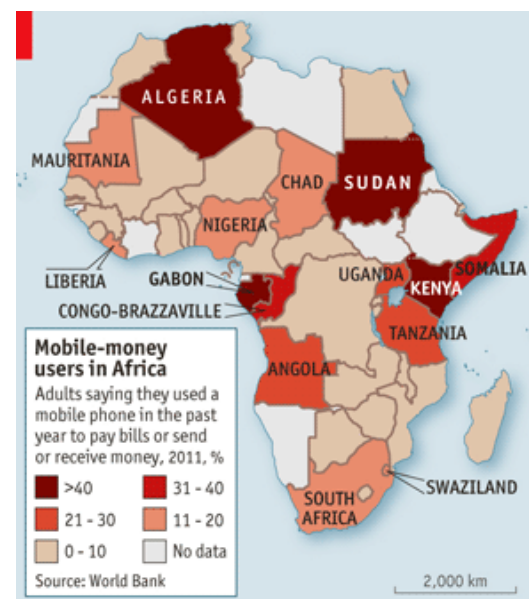 ALGERIA
MAURITANIA
CHAD
SUDAN
NIGERIA
LIBERIA
GABON
UGANDA
SOMALIA
KENYA
CONGO-BRAZZAVILLE
TANZANIA
ANGOLA
SWAZILAND
SOUTH
AFRICA
Mobile-money
users in Africa
Adults saying they used a
mobile phone in the past
year to pay bills or send
or receive money, 2011, %
>40 31 - 40
21 - 30 11 - 20
0 - 10 No data
Source: World Bank
2,000 km